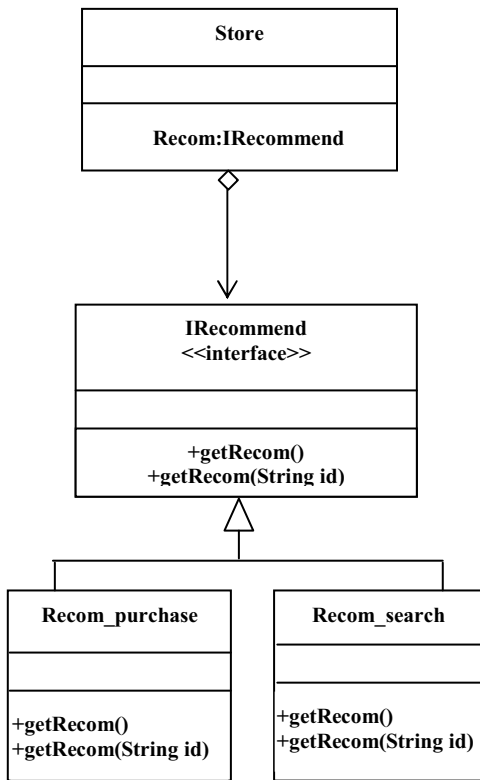 Store
Recom:IRecommend
IRecommend
<<interface>>
+getRecom()
+getRecom(String id)
Recom_purchase
+getRecom()
+getRecom(String id)
Recom_search
+getRecom()
+getRecom(String id)